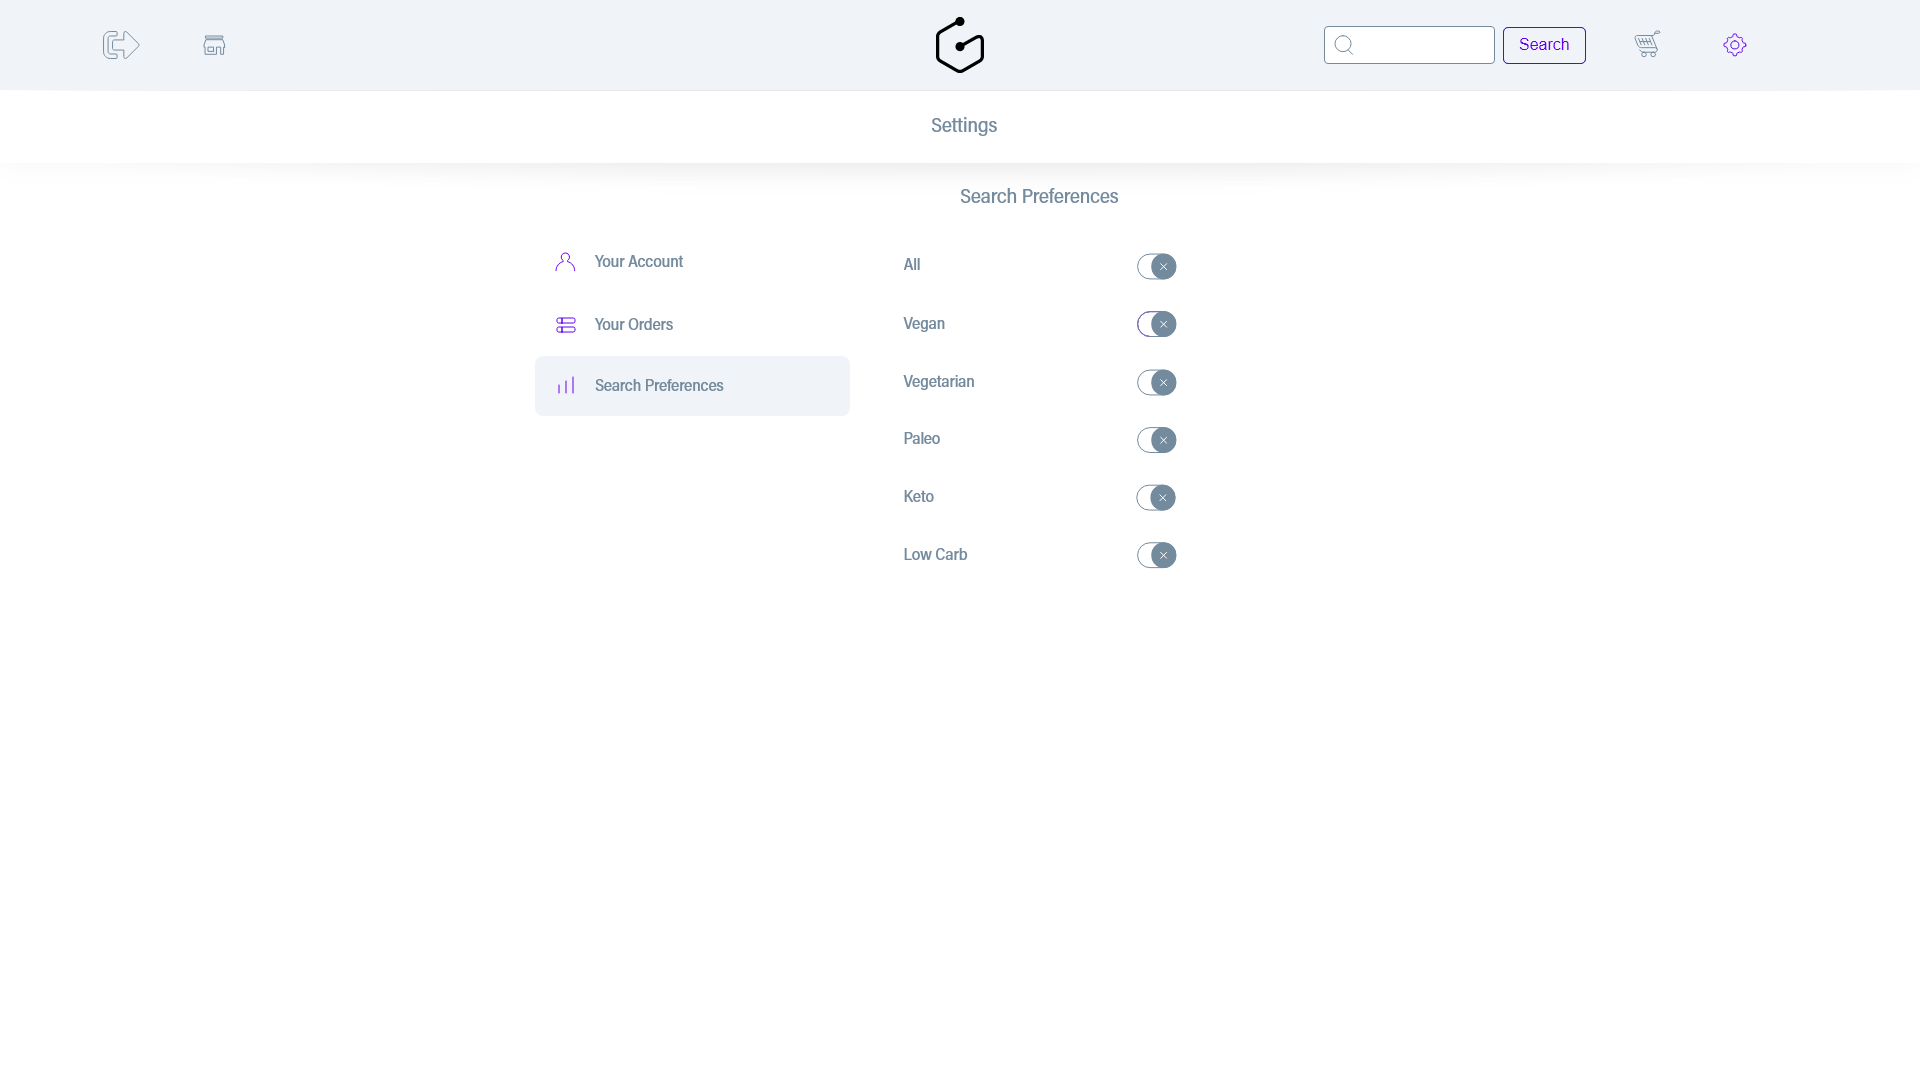 Search
Settings
Search Preferences
Your Account
Your Orders
Search Preferences
All
Vegan
Vegetarian
Paleo
Keto
Low Carb